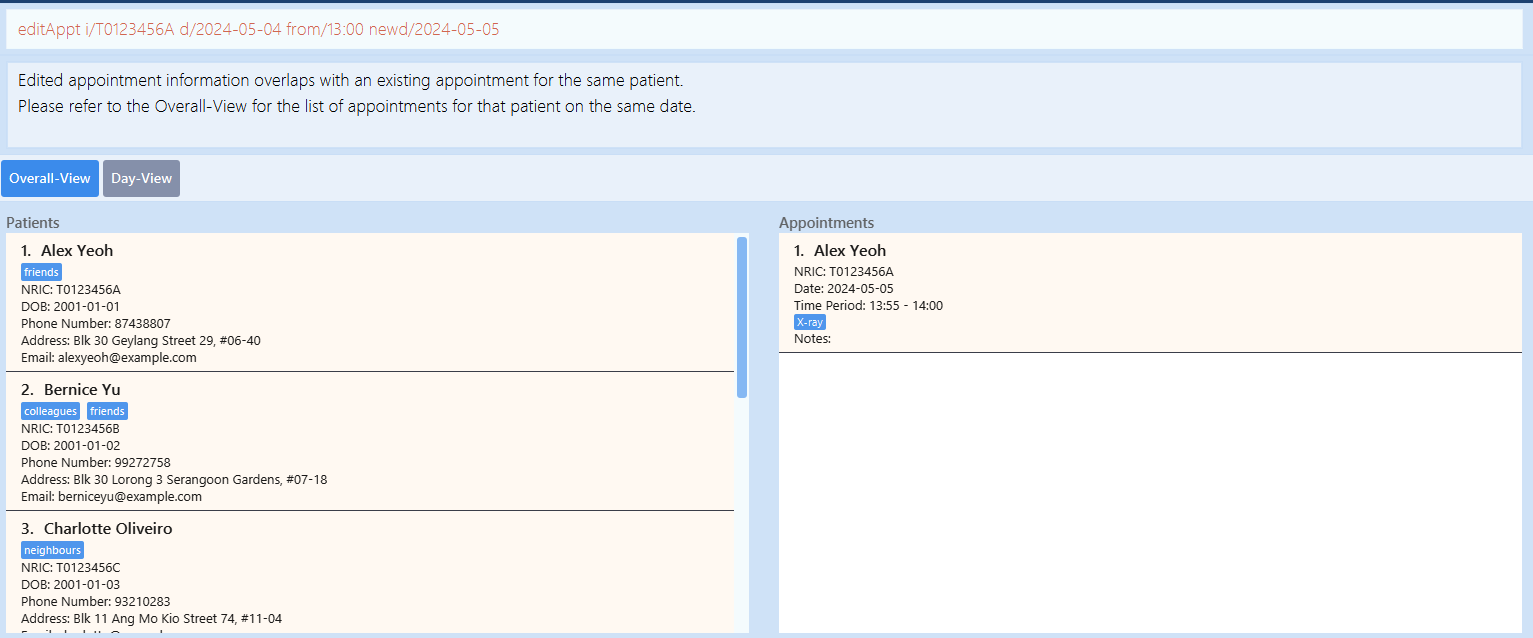 editAppt i/T0123456A d/2024-05-04 from/13:00 newd/2024-05-05
Edited appointment information overlaps with an existing appointment for the same patient.
Please refer to the Overall-View for the list of appointments for that patient on the same date.
Overall-View
Day-View
Patients
1. Alex Yeoh
friends
NRIC: T0123456A
DOB: 2001-01-01
Phone Number: 87438807
Address: Blk 30 Geylang Street 29, #06-40
Email: alexyeoh@example.com
2. Bernice Yu
colleagues friends
NRIC: T0123456B
DOB: 2001-01-02
Phone Number: 99272758
Address: Blk 30 Lorong 3 Serangoon Gardens, #07-18
Email: berniceyu@example.com
3. Charlotte Oliveiro
neighbours
NRIC: T0123456C
DOB: 2001-01-03
Phone Number: 93210283
Address: Blk 11 Ang Mo Kio Street 74, #11-04
Appointments
1. Alex Yeoh
NRIC: T0123456A
Date: 2024-05-05
Time Period: 13:55 - 14:00
X-ray
Notes: